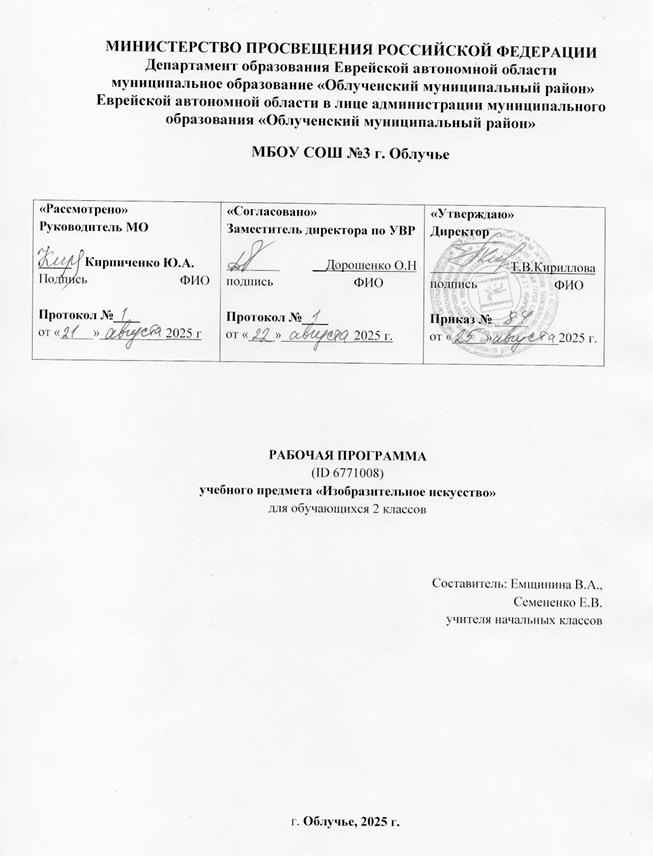 МИНИСТЕРСТВО ПРОСВЕЩЕНИЯ РОССИЙСКОЙ ФЕДЕРАЦИИ
Департамент образования Еврейской автономной области
муниципальное образование «Облученский муниципальный район»
Еврейской автономной области в лице администрации муниципального
образования «Облученский муниципальный район»
МБОУ СОШ №3 г. Облучье
«Рассмотрено»
Руководитель МО
Кирпиченко Ю.А.
Подпись ФИО
Протокол № 1
от «21» августа 2025 г
«Согласовано»
Заместитель директора по УВР
Дорошенко О.Н
подпись ФИО
Протокол № 1
от «22» августа 2025 г.
«Утверждаю»
Директор
Т.В.Кириллова
подпись ФИО
Приказ № 84
от «25» августа 2025 г.
РАБОЧАЯ ПРОГРАММА
(ID 6771008)
учебного предмета «Изобразительное искусство»
для обучающихся 2 классов
Составитель: Емщинина В.А.,
Семененко Е.В.
учителя начальных классов
г. Облучье, 2025 г.